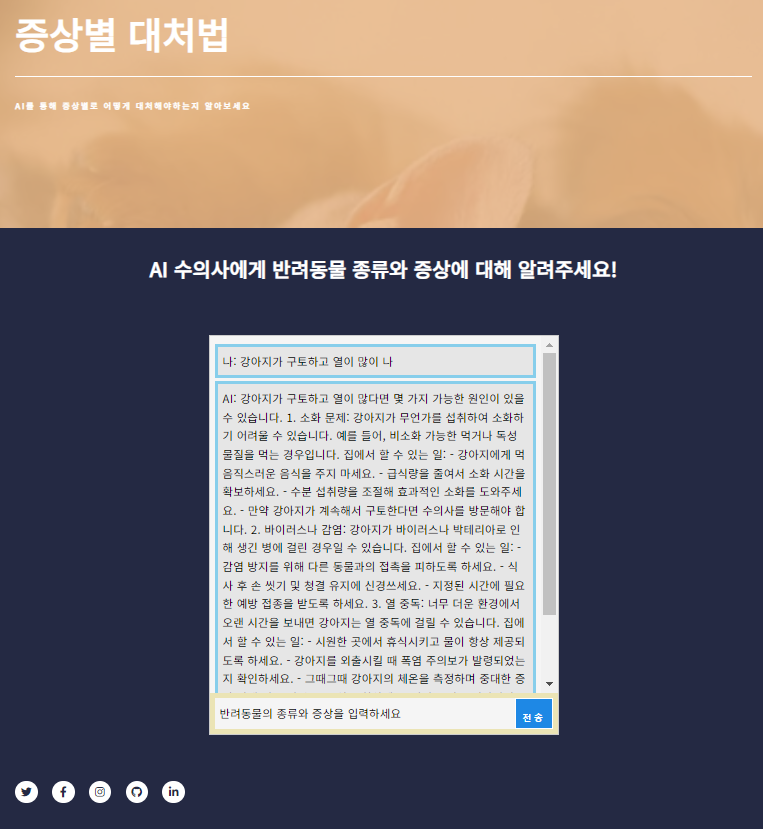 증상별 대처법
AI를 통해 증상별로 어떻게 대처해야하는지 알아보세요
AI 수의사에게 반려동물 종류와 증상에 대해 알려주세요!
나: 강아지가 구토하고 열이 많이 나
AI: 강아지가 구토하고 열이 많다면 몇 가지 가능한 원인이 있을
수 있습니다. 1. 소화 문제: 강아지가 무언가를 섭취하여 소화하
기 어려울 수 있습니다. 예를 들어, 비소화 가능한 먹거나 독성
물질을 먹는 경우입니다. 집에서 할 수 있는 일: - 강아지에게 먹
음직스러운 음식을 주지 마세요. - 급식량을 줄여서 소화 시간을
확보하세요. - 수분 섭취량을 조절해 효과적인 소화를 도와주세
요. - 만약 강아지가 계속해서 구토한다면 수의사를 방문해야 합
니다. 2. 바이러스나 감염: 강아지가 바이러스나 박테리아로 인
해 생긴 병에 걸린 경우일 수 있습니다. 집에서 할 수 있는 일: -
감염 방지를 위해 다른 동물과의 접촉을 피하도록 하세요. - 식
사 후 손 씻기 및 청결 유지에 신경쓰세요. - 지정된 시간에 필요
한 예방 접종을 받도록 하세요. 3. 열 중독: 너무 더운 환경에서
오랜 시간을 보내면 강아지는 열 중독에 걸릴 수 있습니다. 집에
서 할 수 있는 일: - 시원한 곳에서 휴식시키고 물이 항상 제공되
도록 하세요. - 강아지를 외출시킬 때 폭염 주의보가 발령되었는
지 확인하세요. - 그때그때 강아지의 체온을 측정하며 중대한 증
반려동물의 종류와 증상을 입력하세요
전송